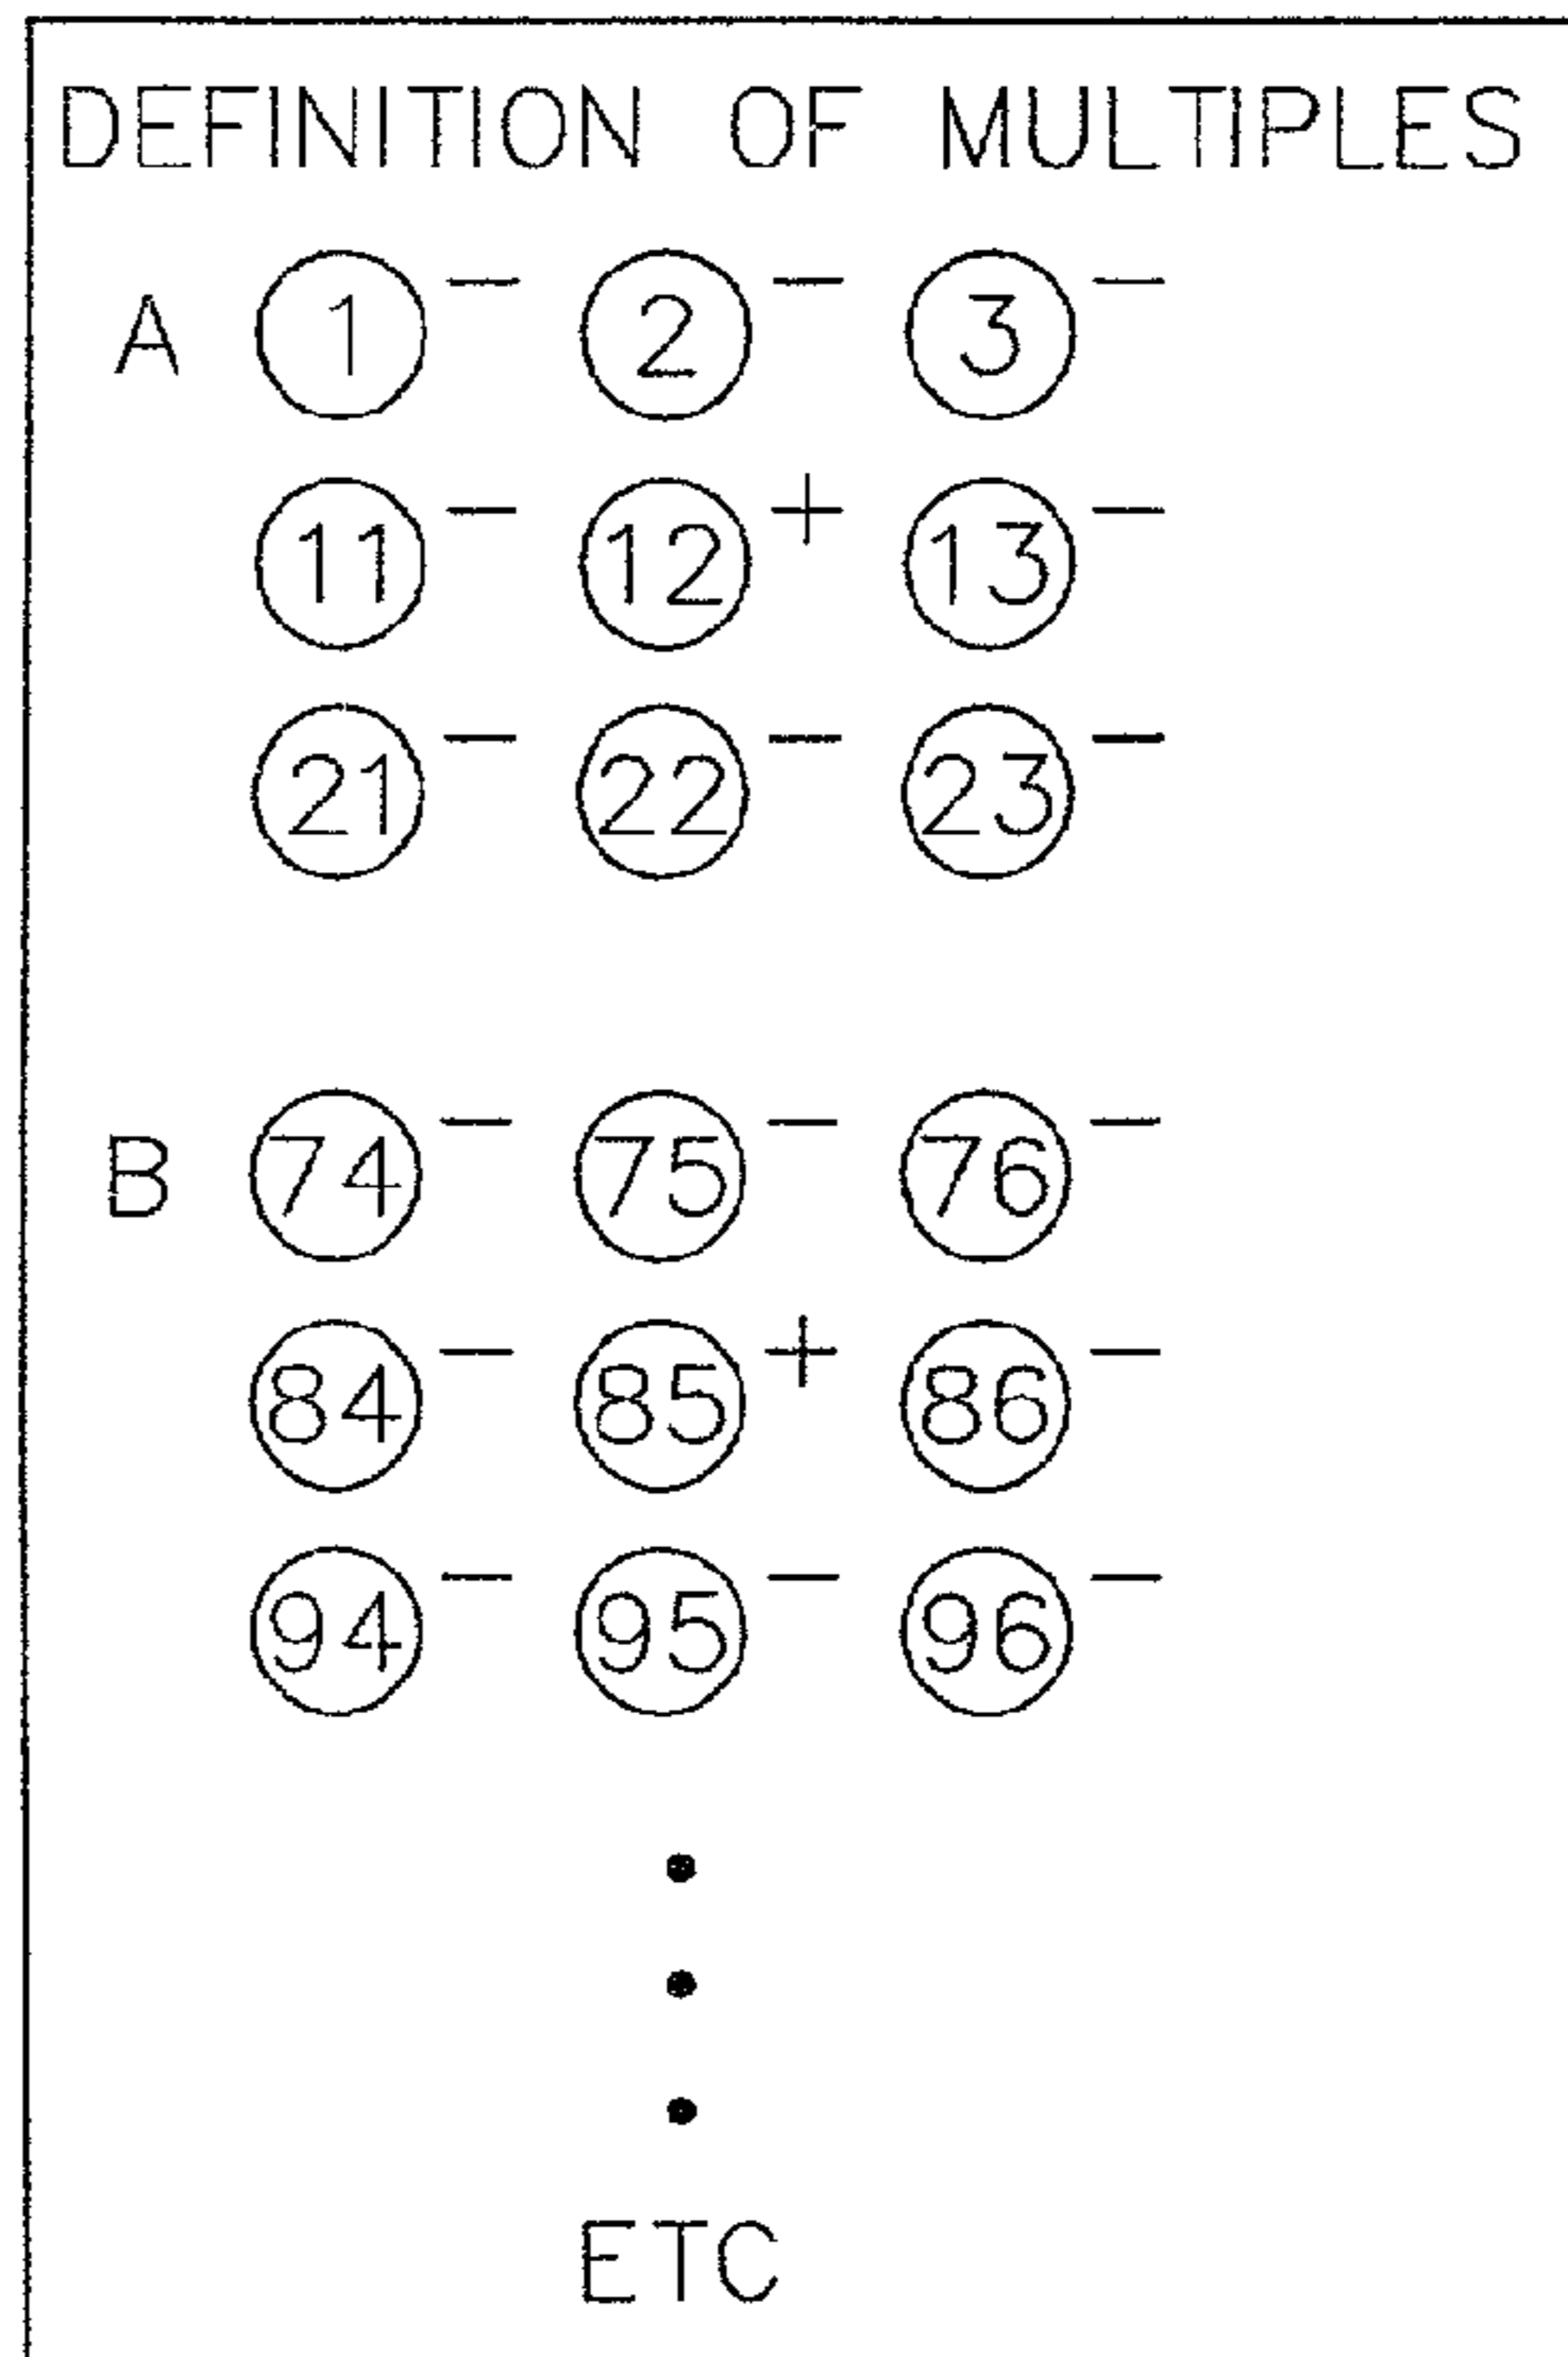 DEFINITION OF MULTIPLES
A 1 − 2 − 3 −
11 − 12 + 13 −
21 − 22 − 23 −
B 74 − 75 − 76 −
84 − 85 + 86 −
94 − 95 − 96 −
ETC